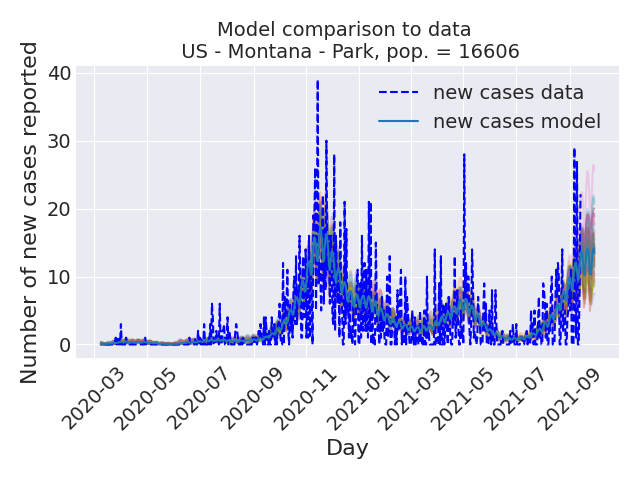 Model comparison to data
US - Montana - Park, pop. = 16606
Number of new cases reported
40
30
20
10
0
new cases data
new cases model
2020-03
2020-05
2020-07
2020-09
2020-11
2021-01
2021-03
2021-05
2021-07
2021-09
Day